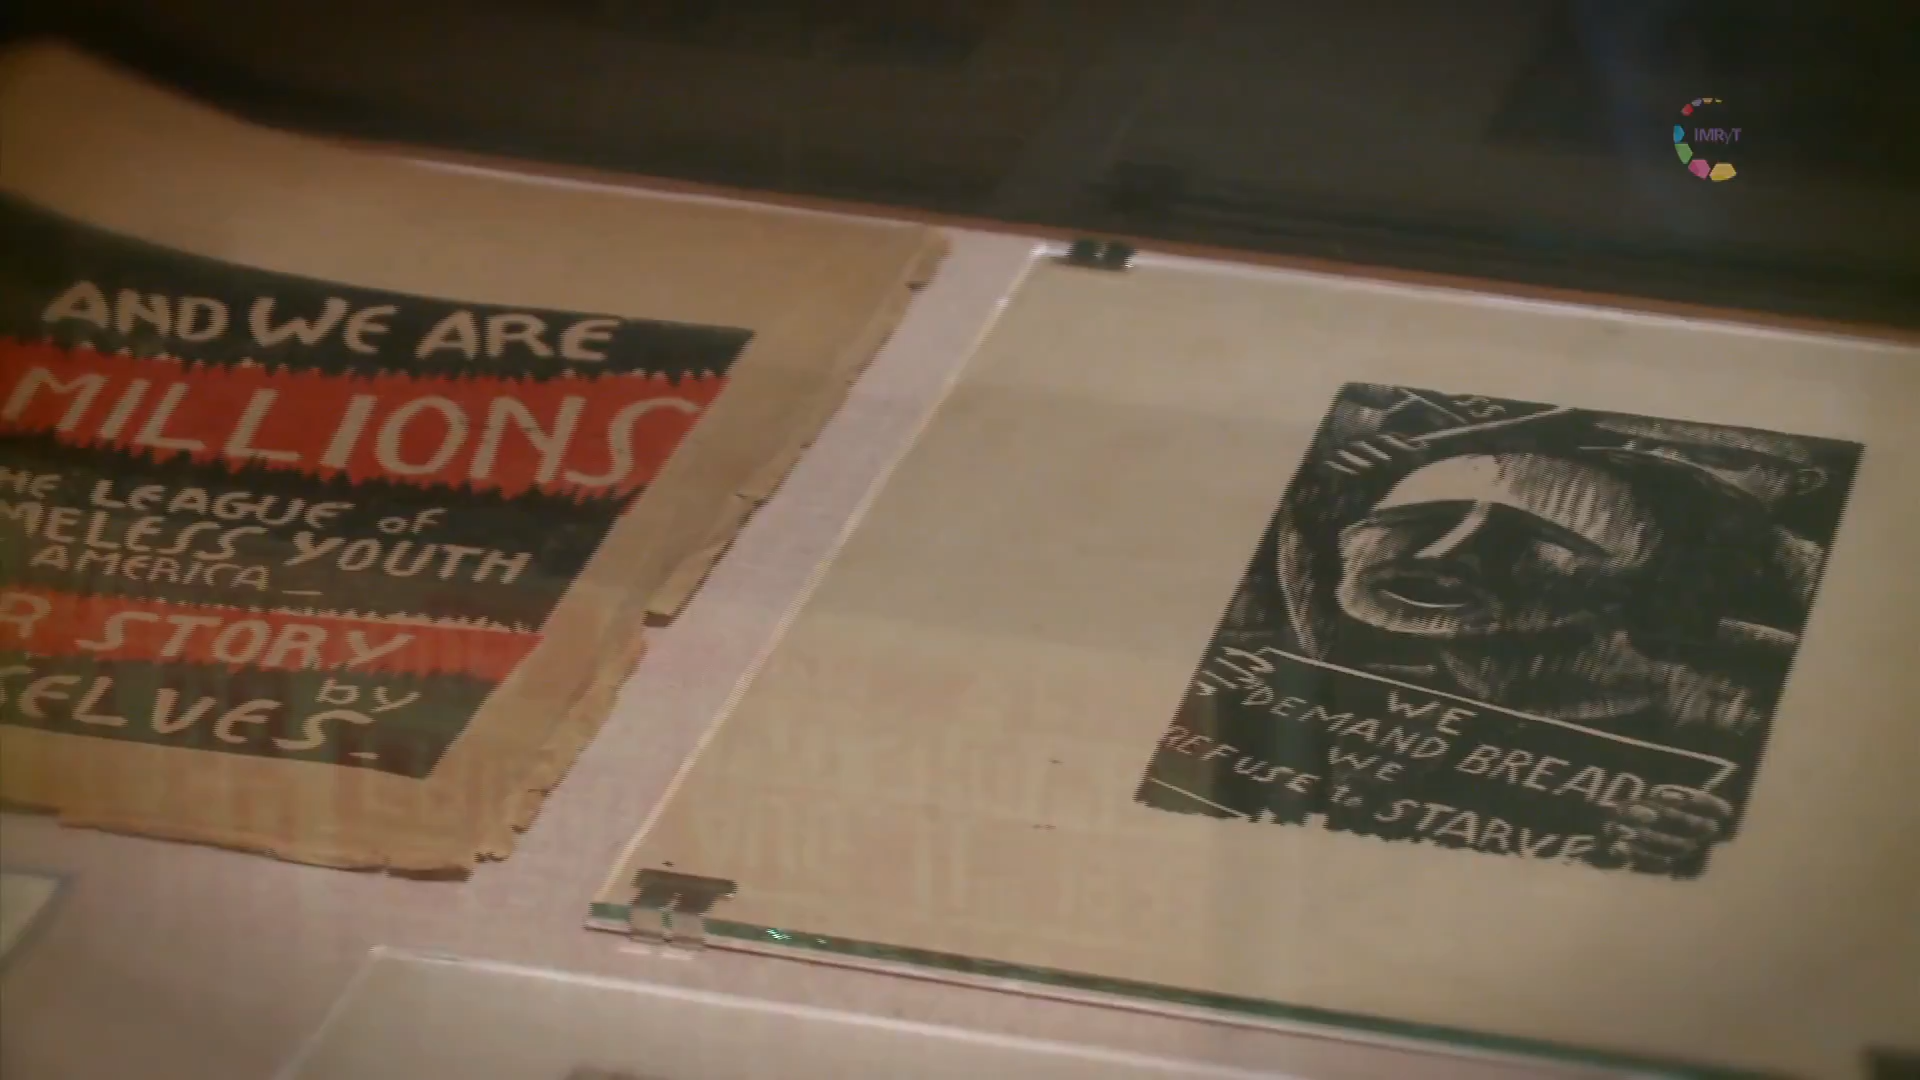 AND WE ARE
MILLIONS
HE LEAGUE of
MELESS YOUTH
AMERICA _
R STORY
by
SELVES.
WE
DEMAND BREAD
WE
REFUSE to STARVE
IMRyT